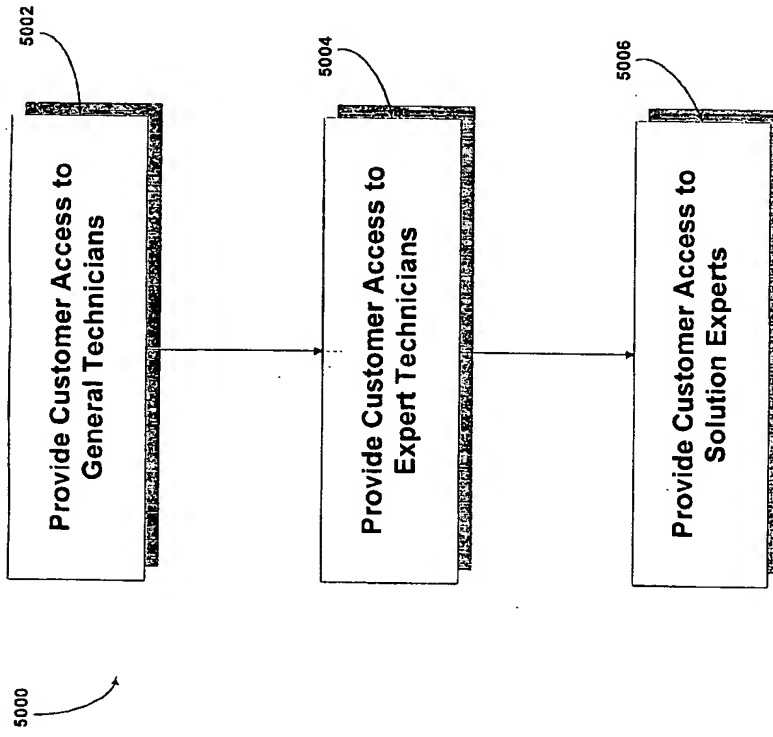 5000
5002
Provide Customer Access to
General Technicians
5004
Provide Customer Access to
Expert Technicians
5006
Provide Customer Access to
Solution Experts